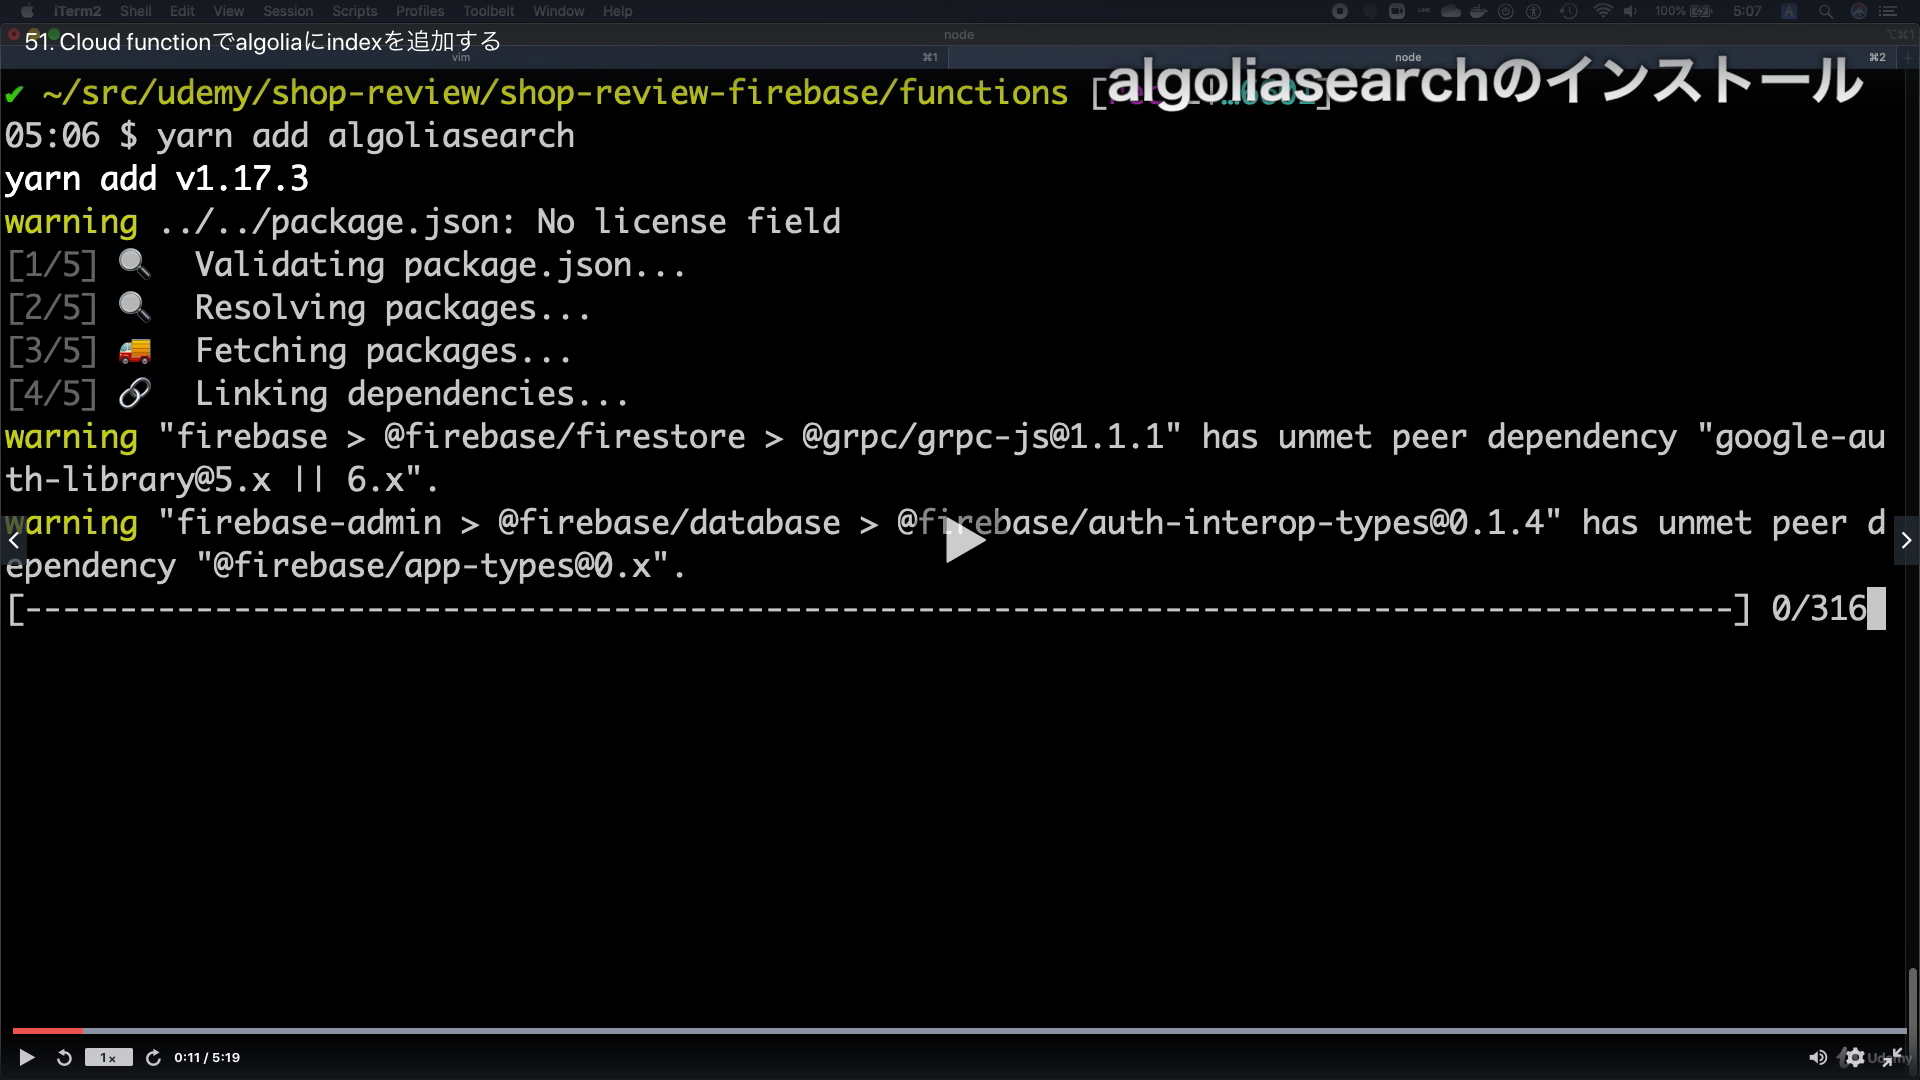 iTerm2 Shell Edit View Session Scripts Profiles Toolbelt Window Help 100% 5:07 A
node ⌥⌘1
51. Cloud functionでalgoliaにindexを追加する
vim ⌘1 node ⌘2
algoliasearchのインストール
✔ ~/src/udemy/shop-review/shop-review-firebase/functions
05:06 $ yarn add algoliasearch
yarn add v1.17.3
warning ../../package.json: No license field
[1/5] 🔍 Validating package.json...
[2/5] 🔍 Resolving packages...
[3/5] 🚚 Fetching packages...
[4/5] 🔗 Linking dependencies...
warning "firebase > @firebase/firestore > @grpc/grpc-js@1.1.1" has unmet peer dependency "google-au
th-library@5.x || 6.x".
warning "firebase-admin > @firebase/database > @firebase/auth-interop-types@0.1.4" has unmet peer d
ependency "@firebase/app-types@0.x".
[------------------------------------------------------------------------------------------] 0/316
1x 0:11 / 5:19 Udemy